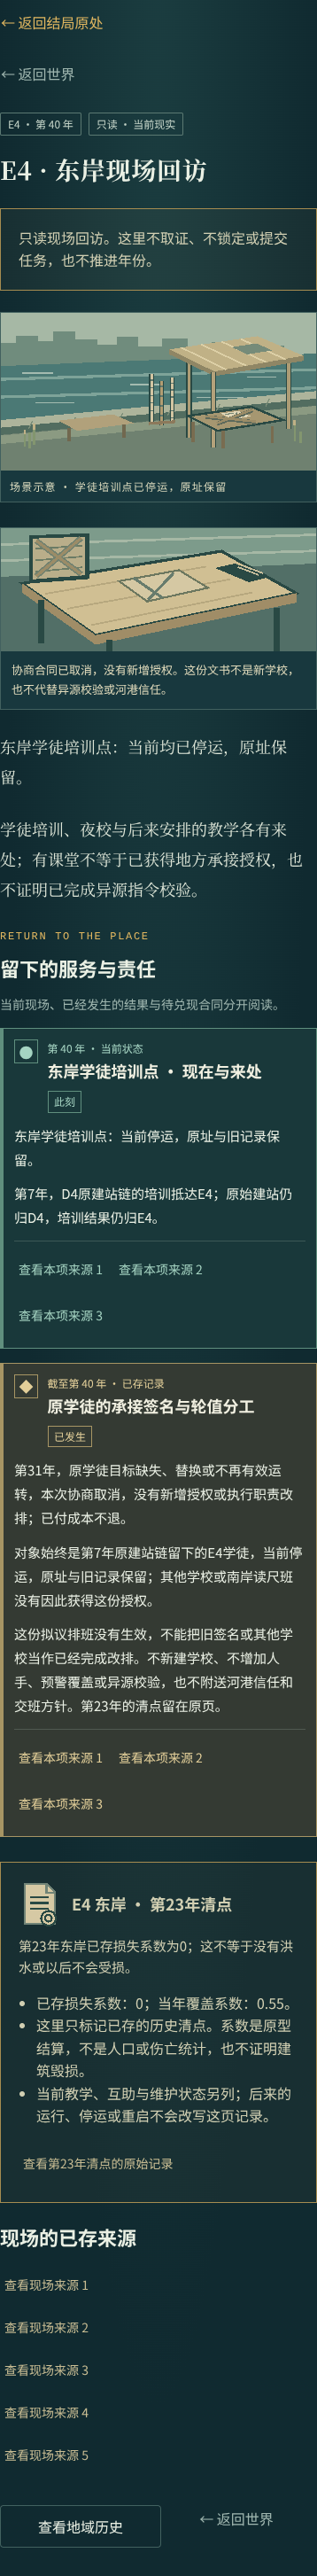 ← 返回结局原处
← 返回世界
E4 · 第 40 年
只读 · 当前现实
E4 · 东岸现场回访
只读现场回访。这里不取证、不锁定或提交
任务，也不推进年份。
场景示意 · 学徒培训点已停运，原址保留
协商合同已取消，没有新增授权。这份文书不是新学校，
也不代替异源校验或河港信任。
东岸学徒培训点：当前均已停运，原址保
留。
学徒培训、夜校与后来安排的教学各有来
处；有课堂不等于已获得地方承接授权，也
不证明已完成异源指令校验。
RETURN TO THE PLACE
留下的服务与责任
当前现场、已经发生的结果与待兑现合同分开阅读。
第 40 年 · 当前状态
东岸学徒培训点 · 现在与来处
此刻
东岸学徒培训点：当前停运，原址与旧记录保
留。
第7年，D4原建站链的培训抵达E4；原始建站仍
归D4，培训结果仍归E4。
查看本项来源 1 查看本项来源 2
查看本项来源 3
截至第 40 年 · 已存记录
原学徒的承接签名与轮值分工
已发生
第31年，原学徒目标缺失、替换或不再有效运
转，本次协商取消，没有新增授权或执行职责改
排；已付成本不退。
对象始终是第7年原建站链留下的E4学徒，当前停
运，原址与旧记录保留；其他学校或南岸读尺班
没有因此获得这份授权。
这份拟议排班没有生效，不能把旧签名或其他学
校当作已经完成改排。不新建学校、不增加人
手、预警覆盖或异源校验，也不附送河港信任和
交班方针。第23年的清点留在原页。
查看本项来源 1 查看本项来源 2
查看本项来源 3
E4 东岸 · 第23年清点
第23年东岸已存损失系数为0；这不等于没有洪
水或以后不会受损。
• 已存损失系数：0；当年覆盖系数：0.55。
• 这里只标记已存的历史清点。系数是原型
结算，不是人口或伤亡统计，也不证明建
筑毁损。
• 当前教学、互助与维护状态另列；后来的
运行、停运或重启不会改写这页记录。
查看第23年清点的原始记录
现场的已存来源
查看现场来源 1
查看现场来源 2
查看现场来源 3
查看现场来源 4
查看现场来源 5
查看地域历史
← 返回世界